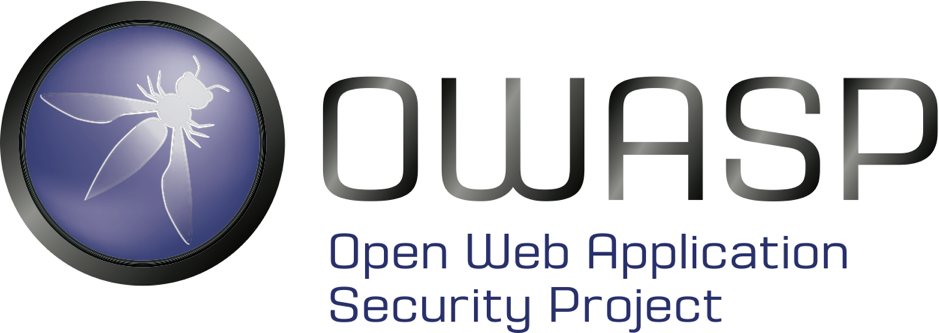 OWASP
Open Web Application
Security Project